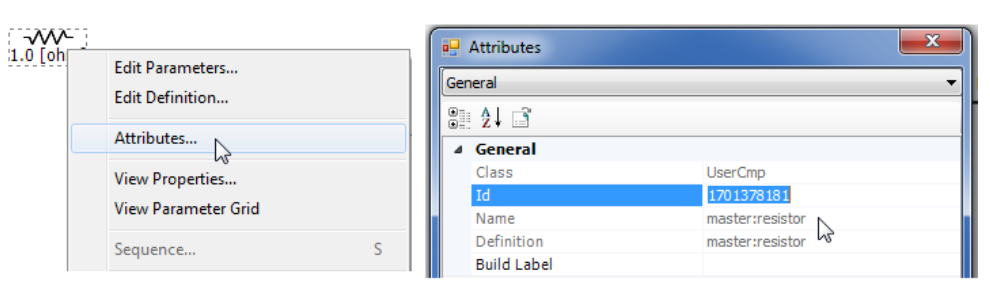 1.0 [oh
Edit Parameters...
Edit Definition...
Attributes...
View Properties...
View Parameter Grid
Sequence... S
Attributes
General
General
Class UserCmp
Id 1701378181
Name master:resistor
Definition master:resistor
Build Label